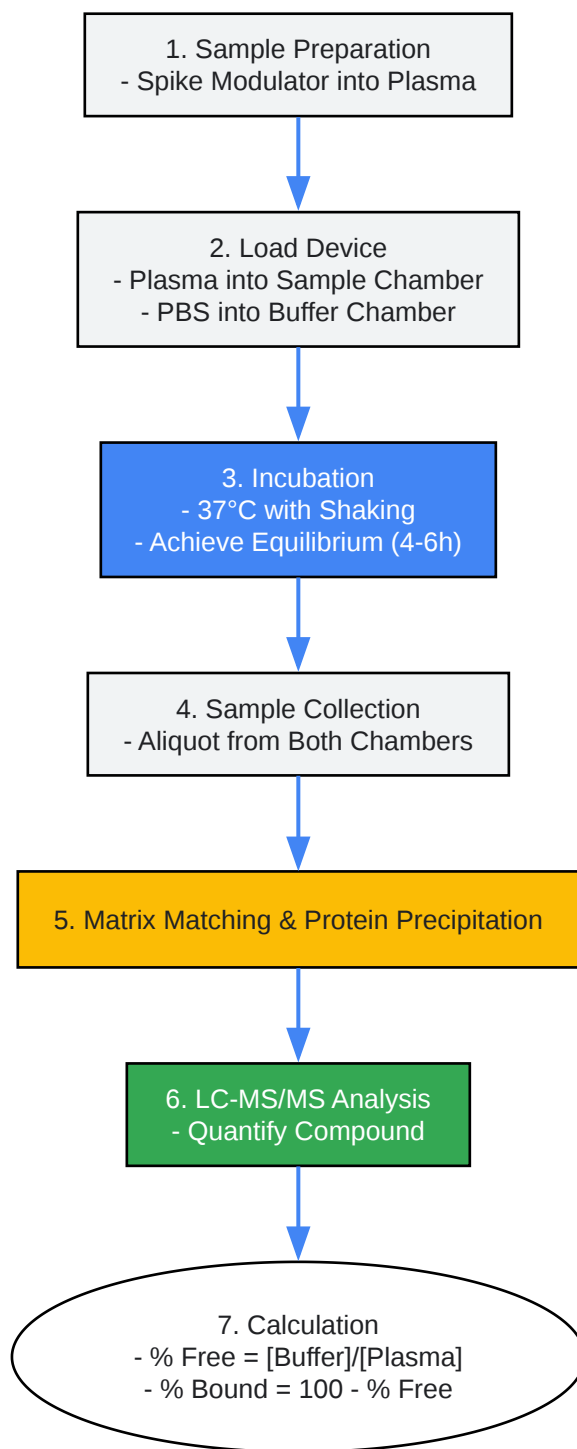 1. Sample Preparation
- Spike Modulator into Plasma
2. Load Device
- Plasma into Sample Chamber
- PBS into Buffer Chamber
3. Incubation
- 37°C with Shaking
- Achieve Equilibrium (4-6h)
4. Sample Collection
- Aliquot from Both Chambers
5. Matrix Matching & Protein Precipitation
6. LC-MS/MS Analysis
- Quantify Compound
7. Calculation
- % Free = [Buffer]/[Plasma]
- % Bound = 100 - % Free